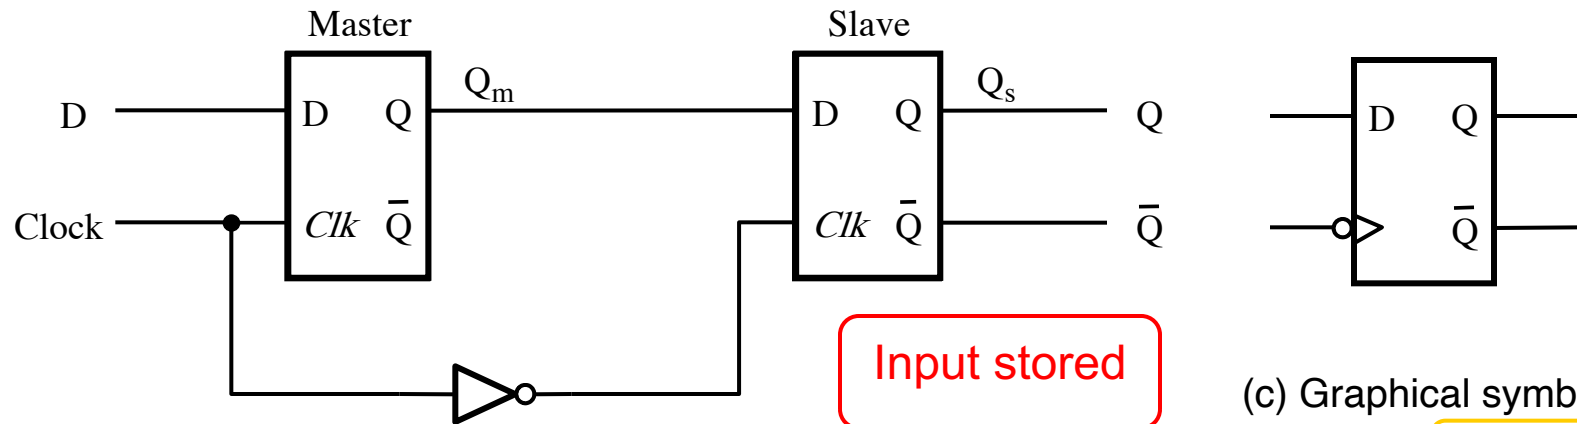 Master
Slave
D
D
Q
Q_m
D
Q
Q_s
Q
D
Q
Clock
Clk
Q̅
Clk
Q̅
Q̅
Q̅
Input stored
(c) Graphical symb